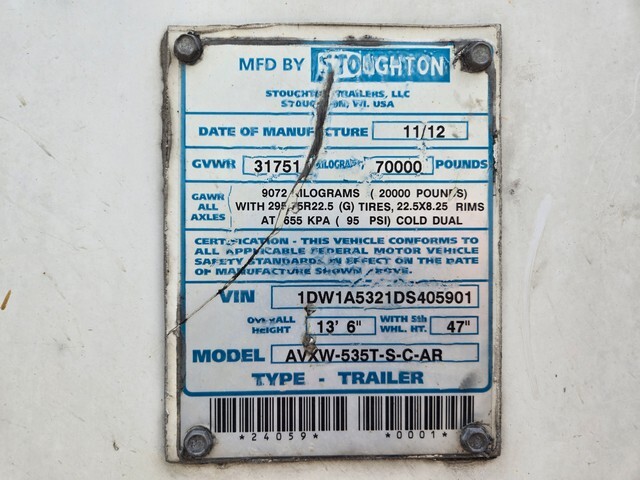 MFD BY STOUGHTON
STOUGHTON TRAILERS, LLC
STOUGHTON, WI. USA
DATE OF MANUFACTURE 11/12
GVWR 31751 KILOGRAMS 70000 POUNDS
GAWR ALL AXLES
9072 KILOGRAMS ( 20000 POUNDS)
WITH 295/75R22.5 (G) TIRES, 22.5X8.25 RIMS
AT 655 KPA ( 95 PSI) COLD DUAL
CERTIFICATION - THIS VEHICLE CONFORMS TO
ALL APPLICABLE FEDERAL MOTOR VEHICLE
SAFETY STANDARDS IN EFFECT ON THE DATE
OF MANUFACTURE SHOWN ABOVE.
VIN 1DW1A5321DS405901
OVERALL HEIGHT 13' 6" WITH 5th WHL. HT. 47"
MODEL AVXW-535T-S-C-AR
TYPE - TRAILER
*24059* *0001*